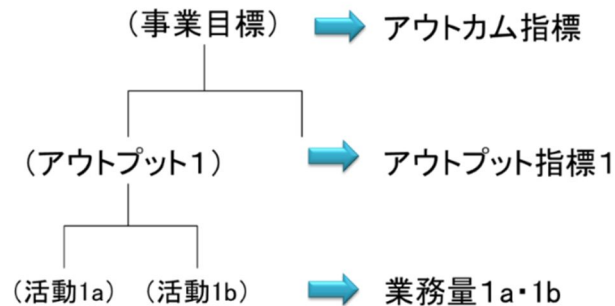 （事業目標） アウトカム指標
（アウトプット１） アウトプット指標１
（活動1a） （活動1b） 業務量１a・１b